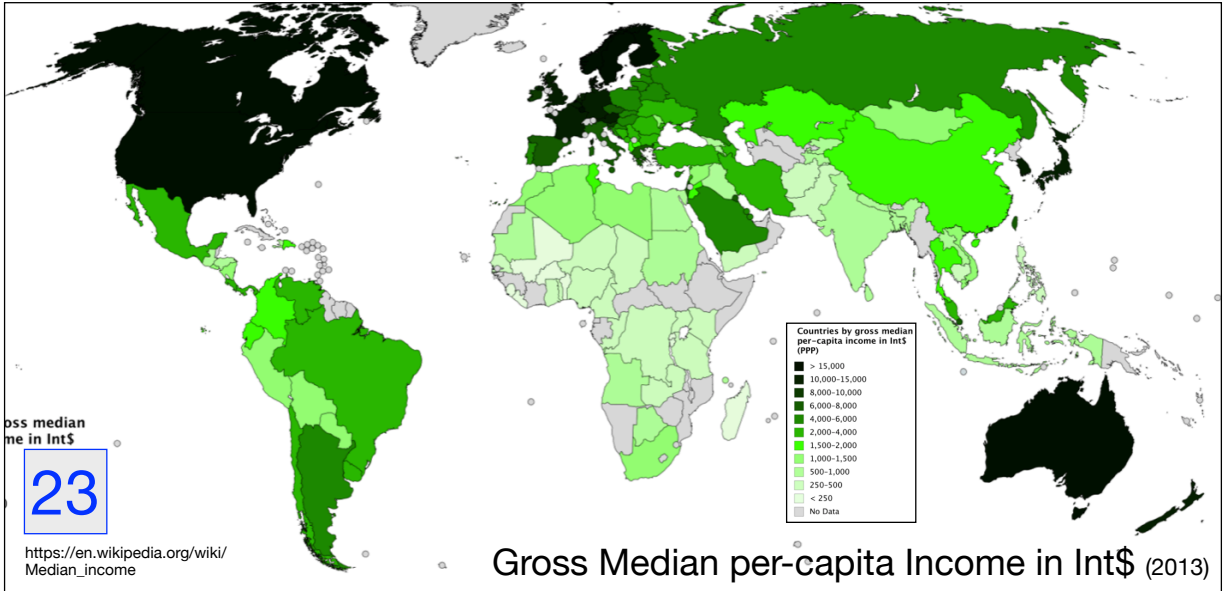 Countries by gross median
per-capita income in Int$
(PPP)
> 15,000
10,000–15,000
8,000–10,000
6,000–8,000
4,000–6,000
2,000–4,000
1,500–2,000
1,000–1,500
500–1,000
250–500
< 250
No Data
oss median
me in Int$
23
https://en.wikipedia.org/wiki/
Median_income
Gross Median per-capita Income in Int$ (2013)